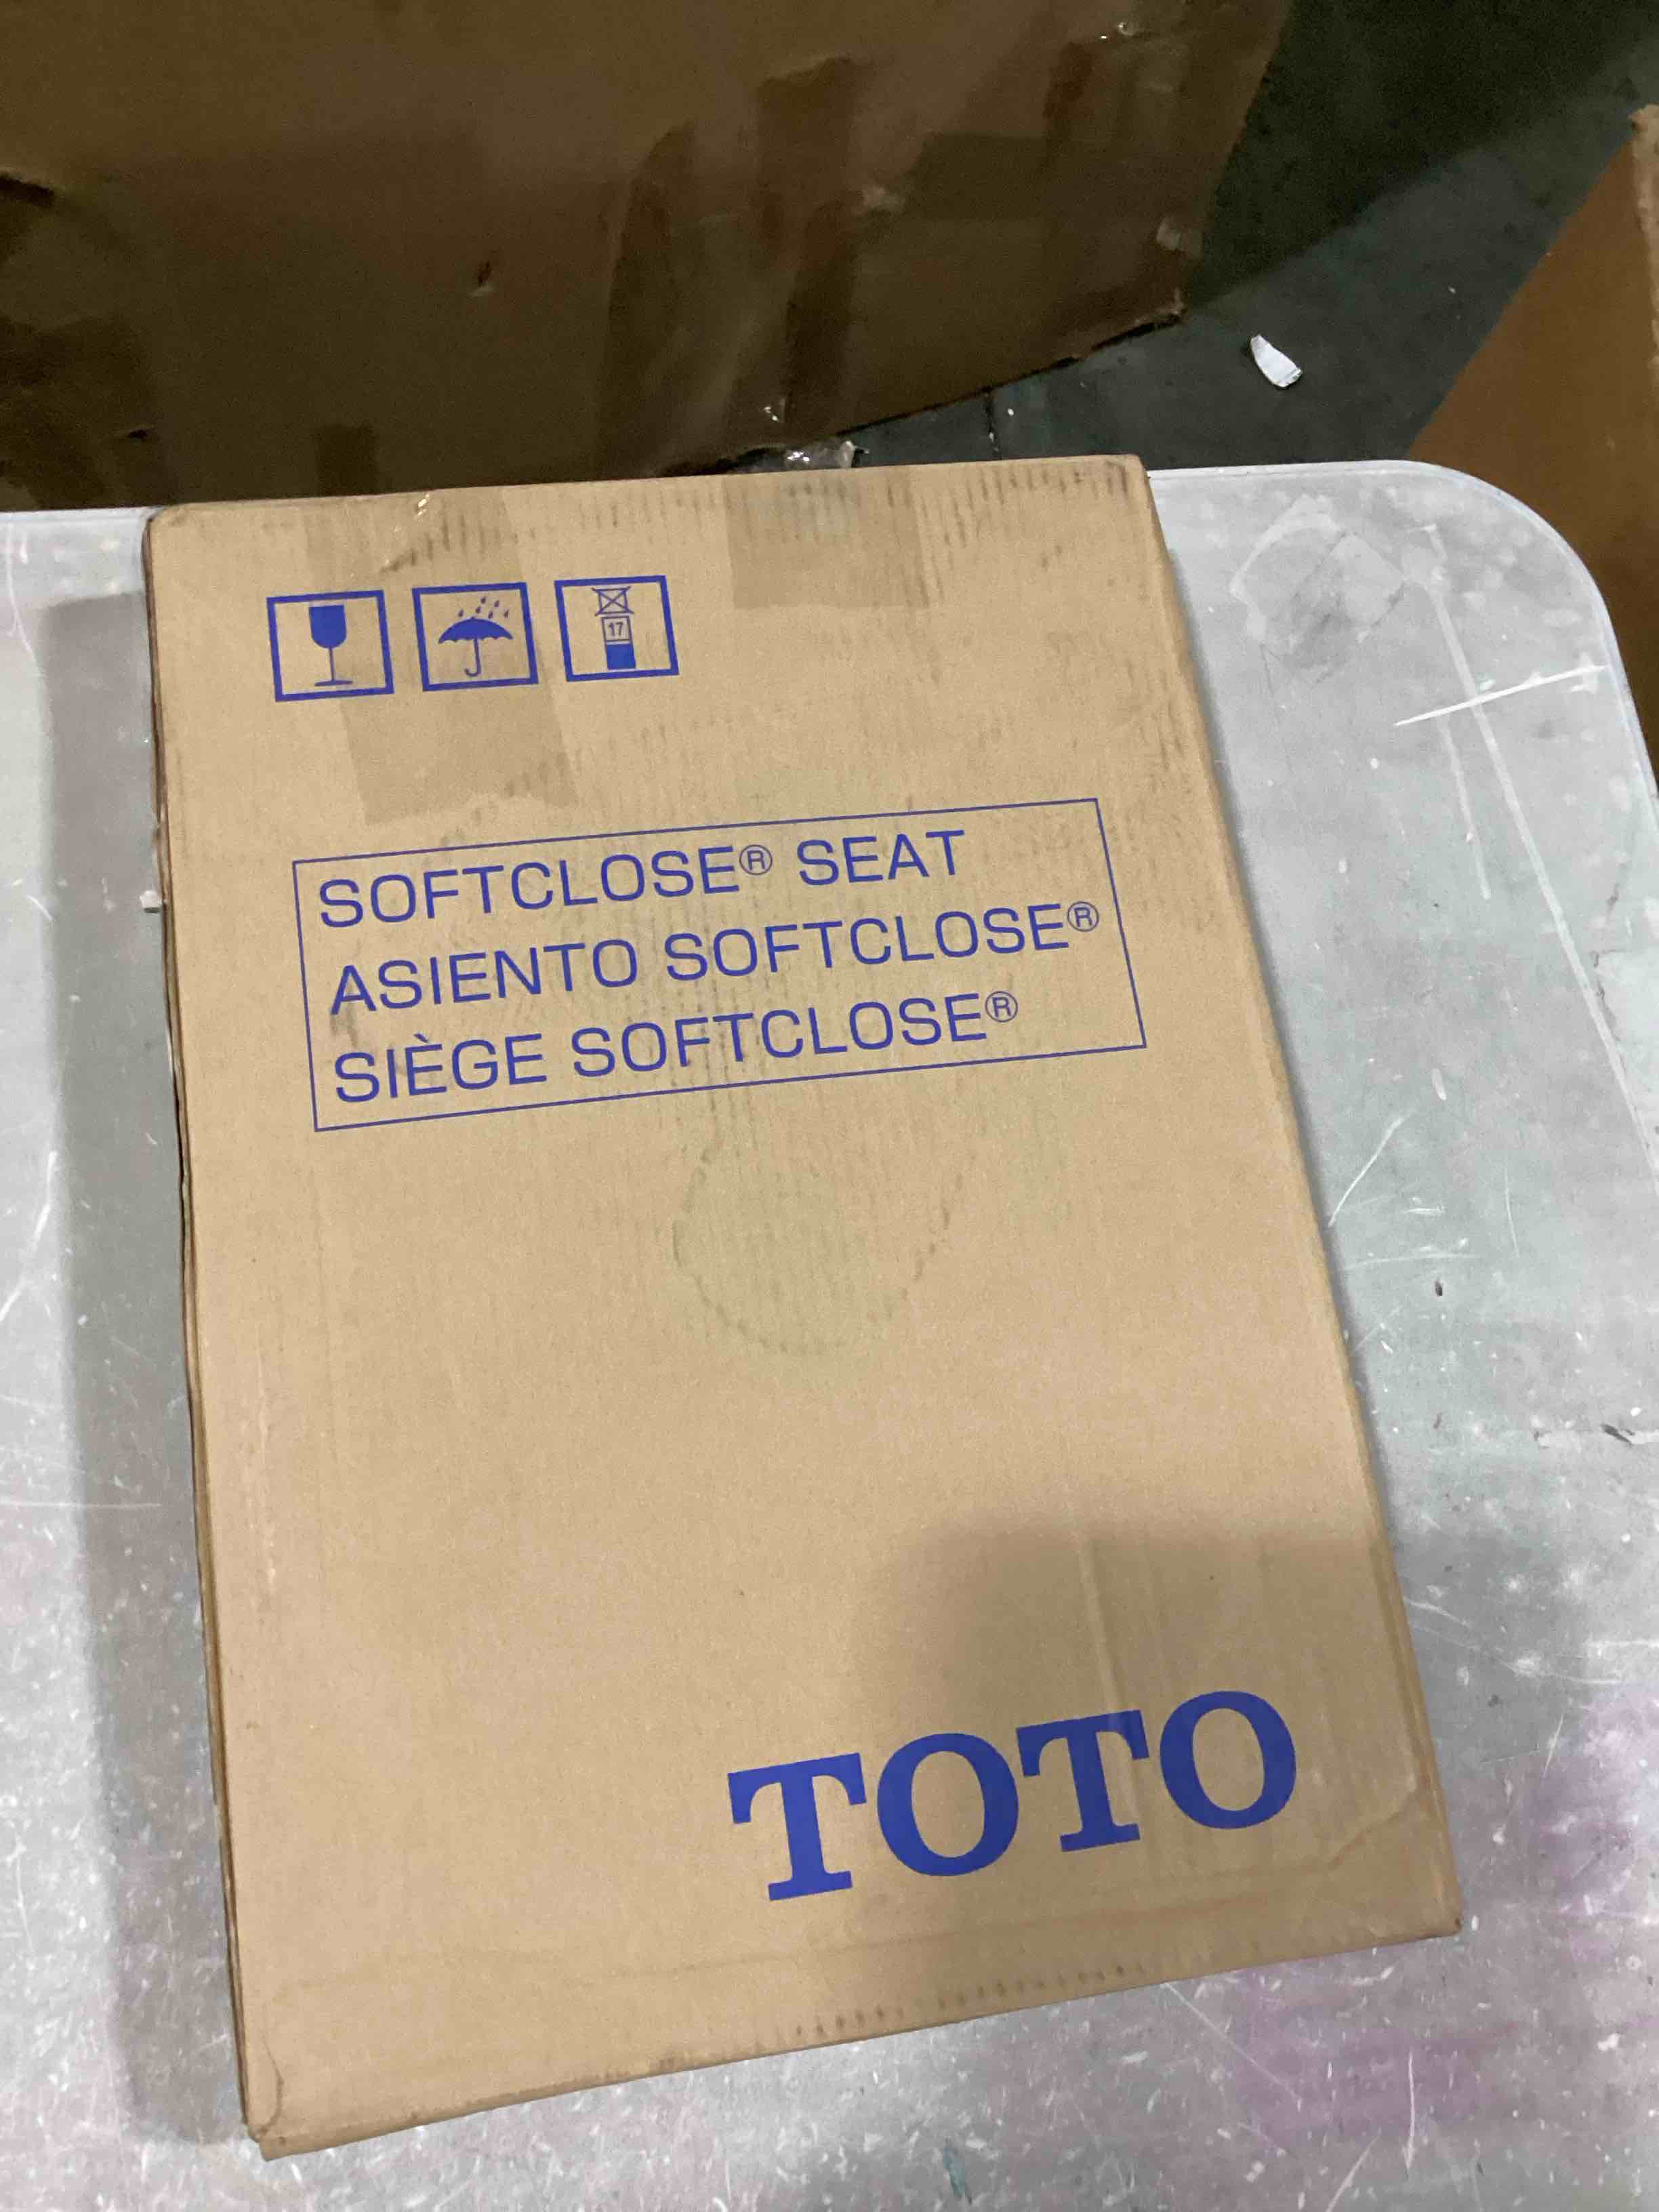 17
SOFTCLOSE® SEAT
ASIENTO SOFTCLOSE®
SIÈGE SOFTCLOSE®
TOTO